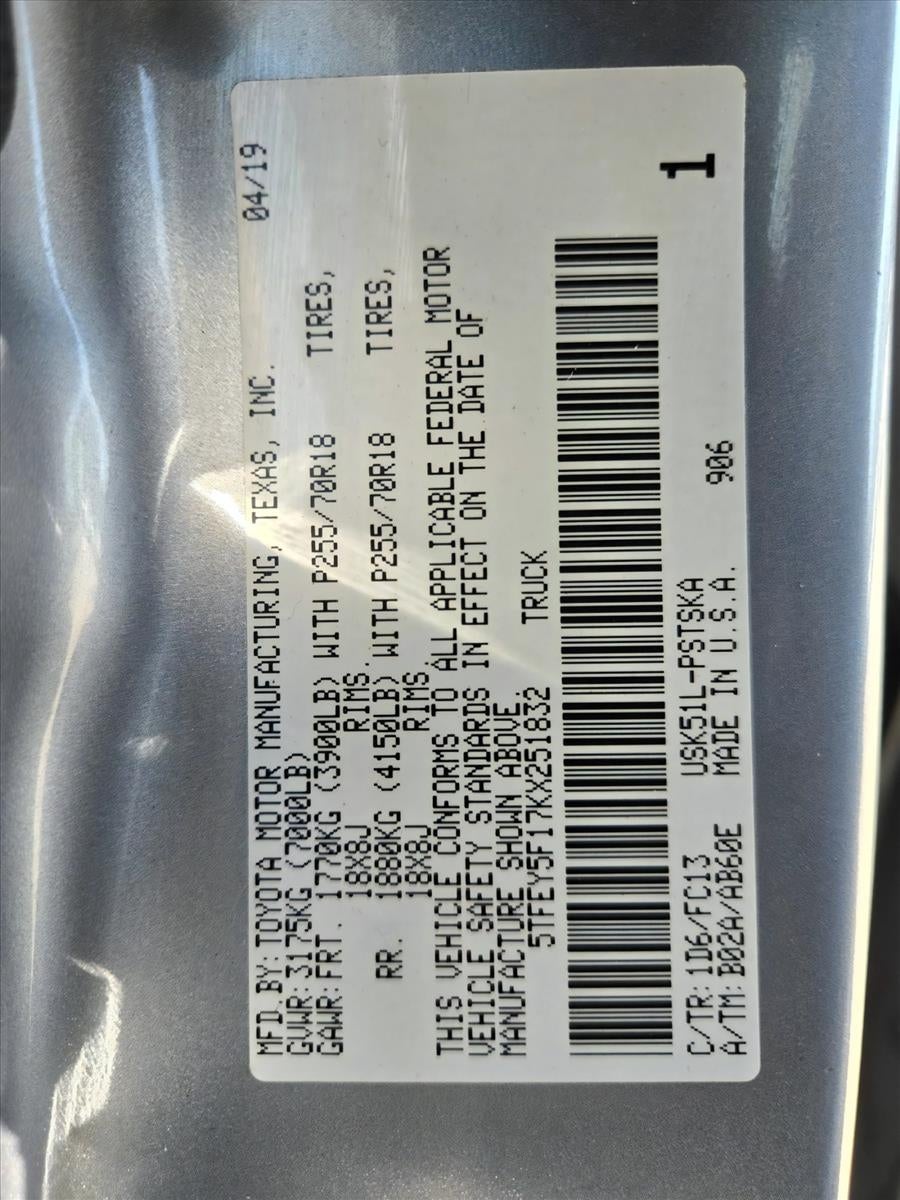 MFD.BY: TOYOTA MOTOR MANUFACTURING, TEXAS, INC. 04/19
GVWR:3175KG (7000LB)
GAWR:FRT. 1770KG (3900LB) WITH P255/70R18 TIRES,
18X8J RIMS.
RR. 1880KG (4150LB) WITH P255/70R18 TIRES,
18X8J RIMS.
THIS VEHICLE CONFORMS TO ALL APPLICABLE FEDERAL MOTOR
VEHICLE SAFETY STANDARDS IN EFFECT ON THE DATE OF
MANUFACTURE SHOWN ABOVE.
5TFEY5F17KX251832 TRUCK
C/TR: 1D6/FC13 USK51L-PSTSKA 1
A/TM: B02A/AB60E MADE IN U.S.A. 906